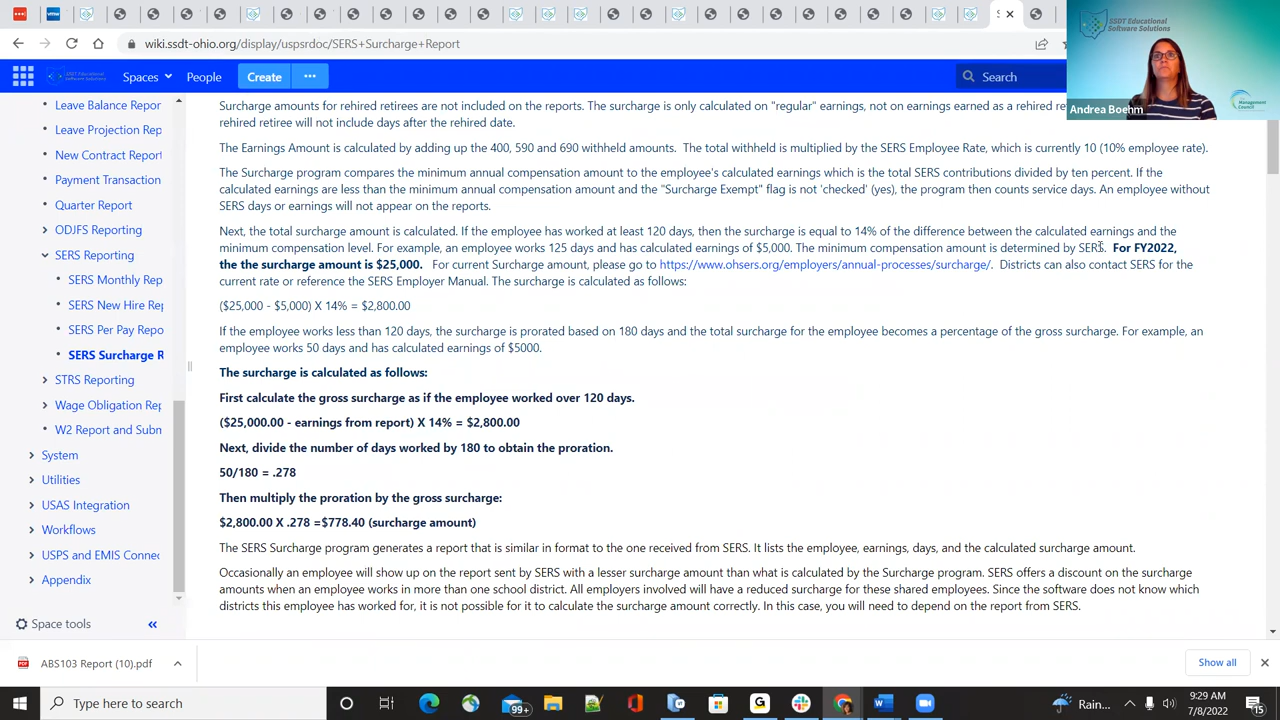 SSDT Educational
Software Solutions
Management
Council
Andrea Boehm
wiki.ssdt-ohio.org/display/uspsrdoc/SERS+Surcharge+Report
SSDT Educational
Software Solutions
Spaces
People
Create
Search
Leave Balance Repor
Leave Projection Rep
New Contract Report
Payment Transaction
Quarter Report
ODJFS Reporting
SERS Reporting
SERS Monthly Rep
SERS New Hire Rep
SERS Per Pay Repo
SERS Surcharge R
STRS Reporting
Wage Obligation Rep
W2 Report and Subm
System
Utilities
USAS Integration
Workflows
USPS and EMIS Connec
Appendix
Space tools
Surcharge amounts for rehired retirees are not included on the reports. The surcharge is only calculated on "regular" earnings, not on earnings earned as a rehired re
rehired retiree will not include days after the rehired date.
The Earnings Amount is calculated by adding up the 400, 590 and 690 withheld amounts. The total withheld is multiplied by the SERS Employee Rate, which is currently 10 (10% employee rate).
The Surcharge program compares the minimum annual compensation amount to the employee's calculated earnings which is the total SERS contributions divided by ten percent. If the
calculated earnings are less than the minimum annual compensation amount and the "Surcharge Exempt" flag is not 'checked' (yes), the program then counts service days. An employee without
SERS days or earnings will not appear on the reports.
Next, the total surcharge amount is calculated. If the employee has worked at least 120 days, then the surcharge is equal to 14% of the difference between the calculated earnings and the
minimum compensation level. For example, an employee works 125 days and has calculated earnings of $5,000. The minimum compensation amount is determined by SERS. For FY2022,
the the surcharge amount is $25,000. For current Surcharge amount, please go to https://www.ohsers.org/employers/annual-processes/surcharge/. Districts can also contact SERS for the
current rate or reference the SERS Employer Manual. The surcharge is calculated as follows:
($25,000 - $5,000) X 14% = $2,800.00
If the employee works less than 120 days, the surcharge is prorated based on 180 days and the total surcharge for the employee becomes a percentage of the gross surcharge. For example, an
employee works 50 days and has calculated earnings of $5000.
The surcharge is calculated as follows:
First calculate the gross surcharge as if the employee worked over 120 days.
($25,000.00 - earnings from report) X 14% = $2,800.00
Next, divide the number of days worked by 180 to obtain the proration.
50/180 = .278
Then multiply the proration by the gross surcharge:
$2,800.00 X .278 =$778.40 (surcharge amount)
The SERS Surcharge program generates a report that is similar in format to the one received from SERS. It lists the employee, earnings, days, and the calculated surcharge amount.
Occasionally an employee will show up on the report sent by SERS with a lesser surcharge amount than what is calculated by the Surcharge program. SERS offers a discount on the surcharge
amounts when an employee works in more than one school district. All employers involved will have a reduced surcharge for these shared employees. Since the software does not know which
districts this employee has worked for, it is not possible for it to calculate the surcharge amount correctly. In this case, you will need to depend on the report from SERS.
ABS103 Report (10).pdf
Show all
Type here to search
99+
Rain...
9:29 AM
7/8/2022
15